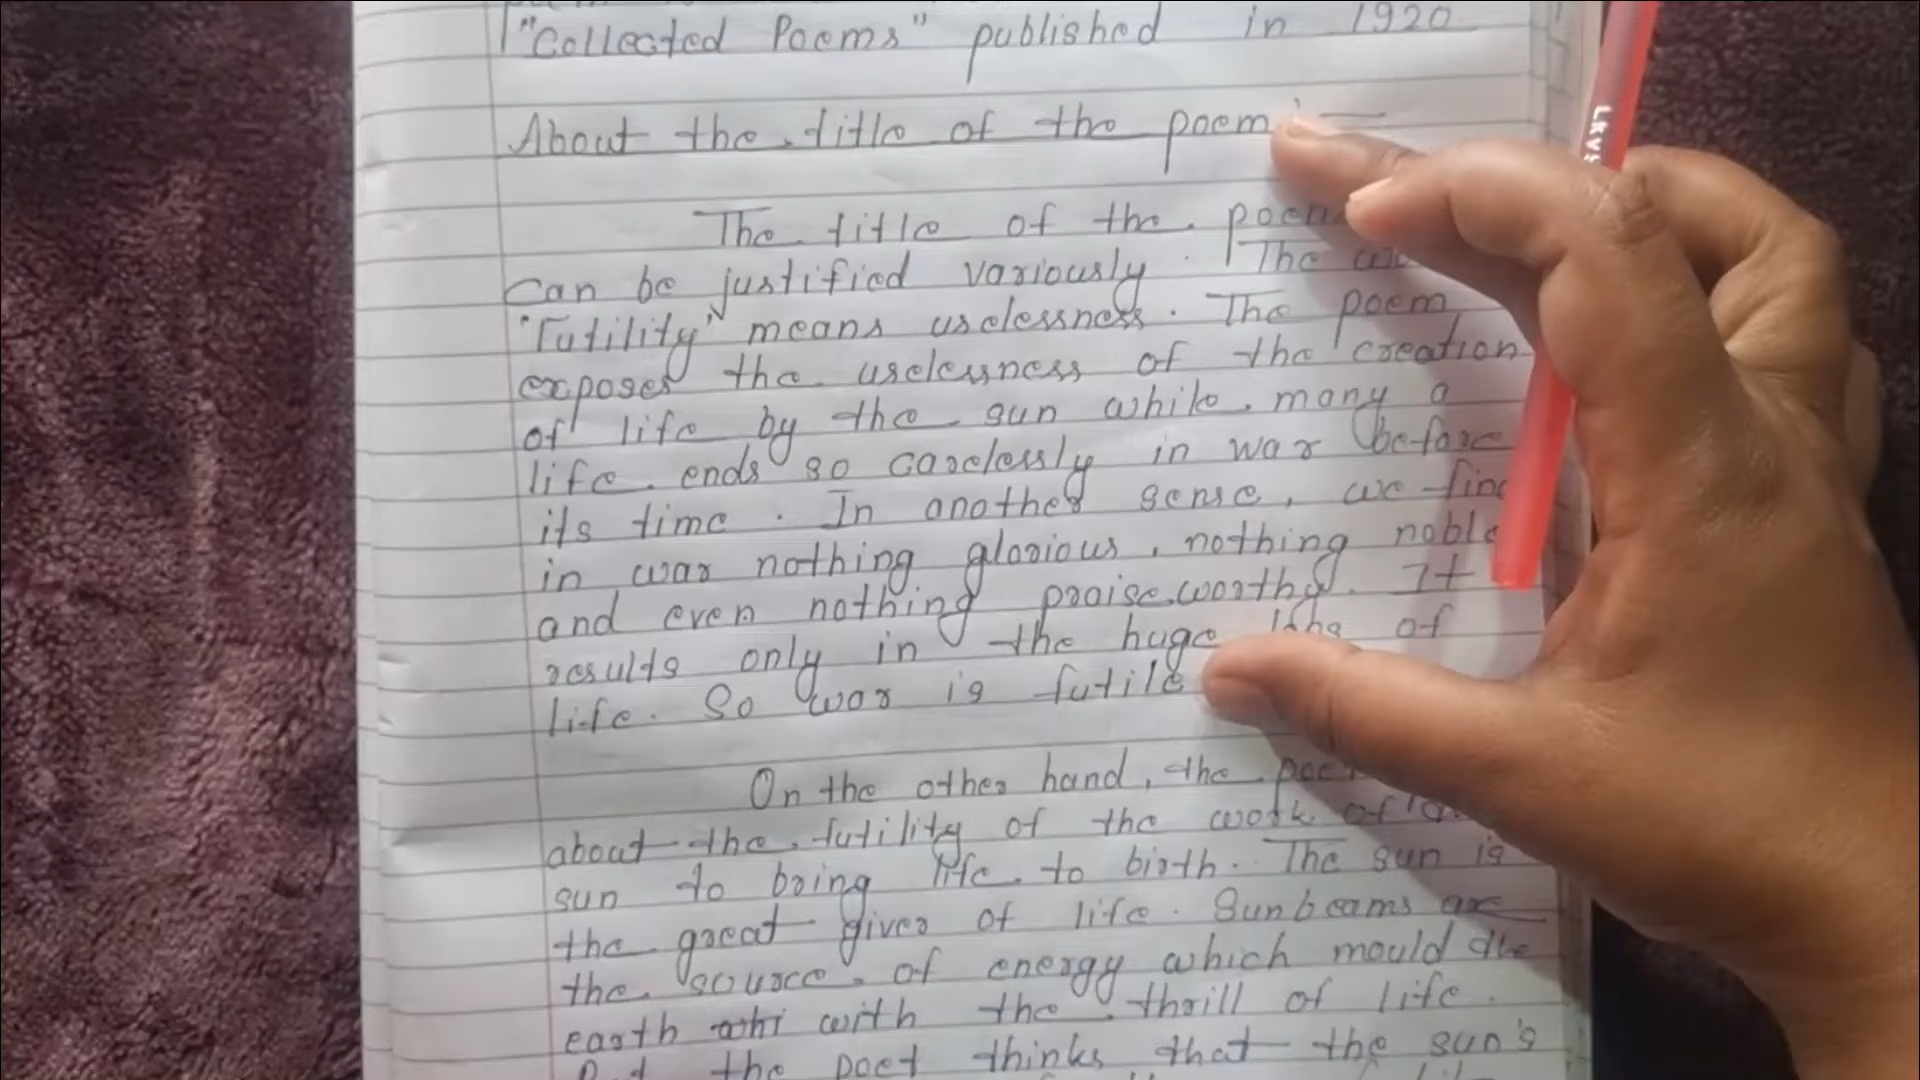 "Collected Poems" published in 1920
About the title of the poem :—
The title of the poem
can be justified variously. The
"Futility" means uselessness. The poem
exposes the uselessness of the creation
of life by the sun while many a
life ends so carelessly in war before
its time. In another sense, we find
in war nothing glorious, nothing noble
and even nothing praiseworthy. It
results only in the huge of
life. So war is futile
On the other hand, the
about the futility of the work of
sun to bring life to birth. The sun is
the great giver of life. Sunbeams are
the source of energy which mould the
earth whi with the thrill of life.
But the poet thinks that the sun's
LKVS